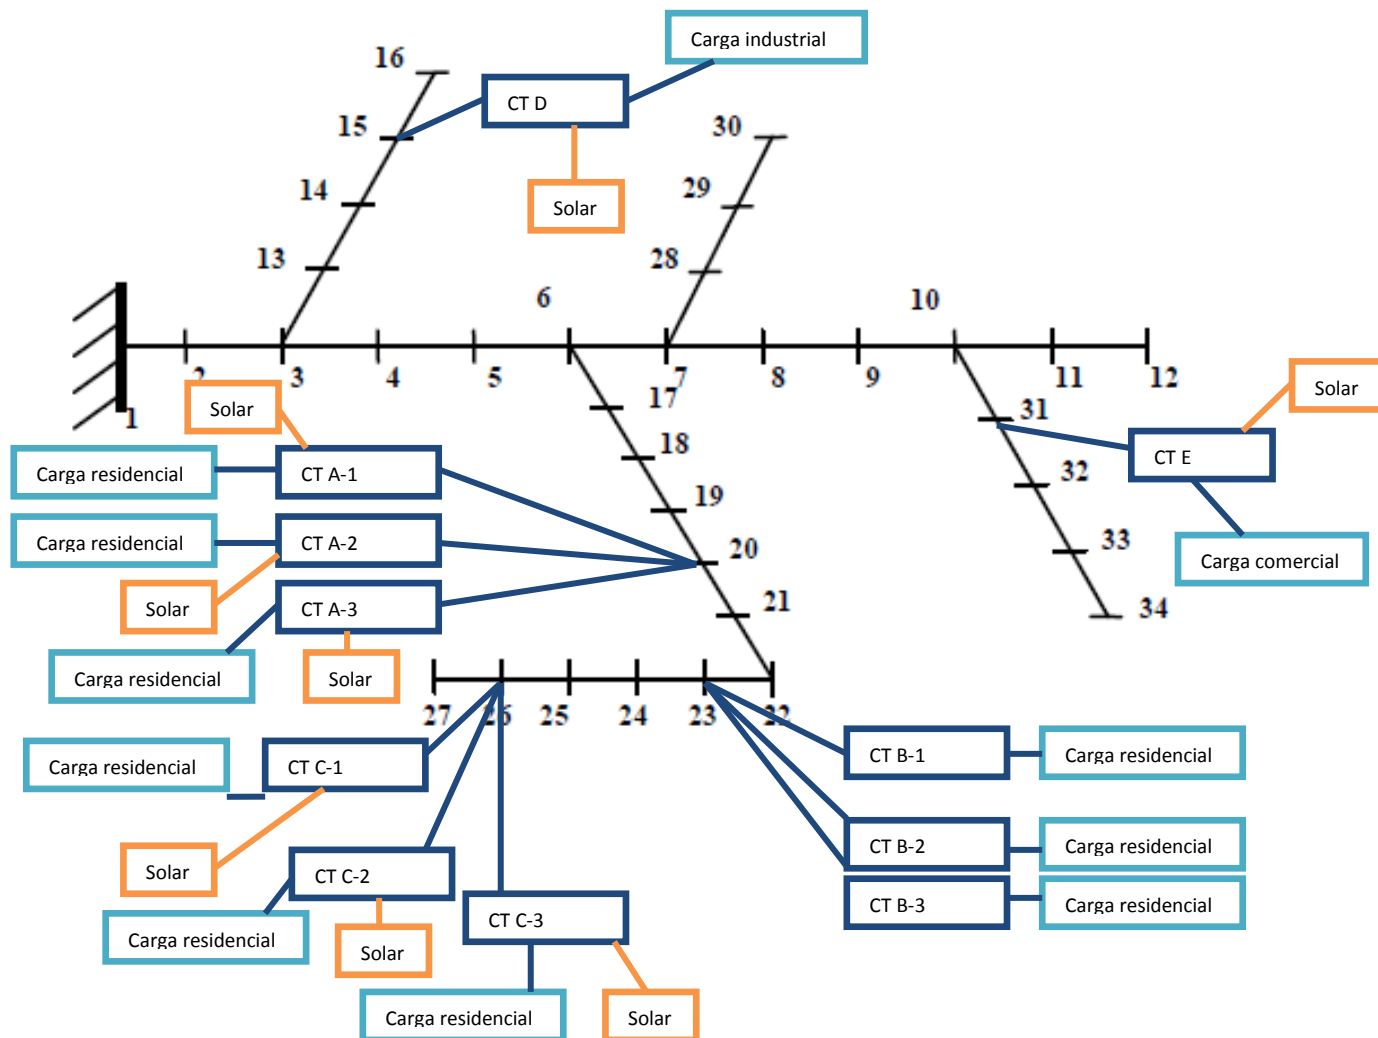 Carga industrial
16
CT D
15
30
14
29
Solar
13
28
6
10
2
3
4
5
7
8
9
11
12
1
Solar
17
31
Solar
18
CT E
Carga residencial
CT A-1
32
19
Carga residencial
CT A-2
20
33
Carga comercial
Solar
CT A-3
21
34
Carga residencial
Solar
27
26
25
24
23
22
Carga residencial
CT C-1
CT B-1
Carga residencial
Solar
CT C-2
CT B-2
Carga residencial
CT B-3
Carga residencial
Carga residencial
Solar
CT C-3
Carga residencial
Solar